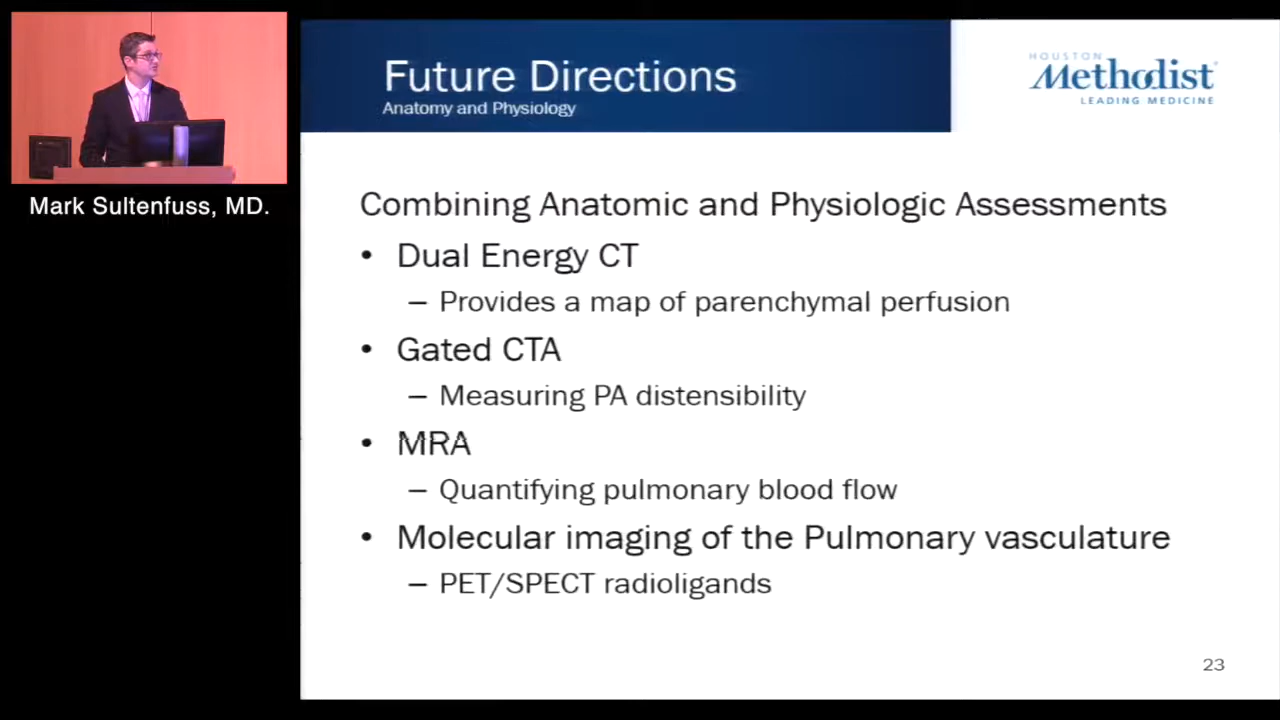 Future Directions
Anatomy and Physiology
HOUSTON
Methodist
LEADING MEDICINE
Mark Sultenfuss, MD.
Combining Anatomic and Physiologic Assessments
• Dual Energy CT
– Provides a map of parenchymal perfusion
• Gated CTA
– Measuring PA distensibility
• MRA
– Quantifying pulmonary blood flow
• Molecular imaging of the Pulmonary vasculature
– PET/SPECT radioligands
23